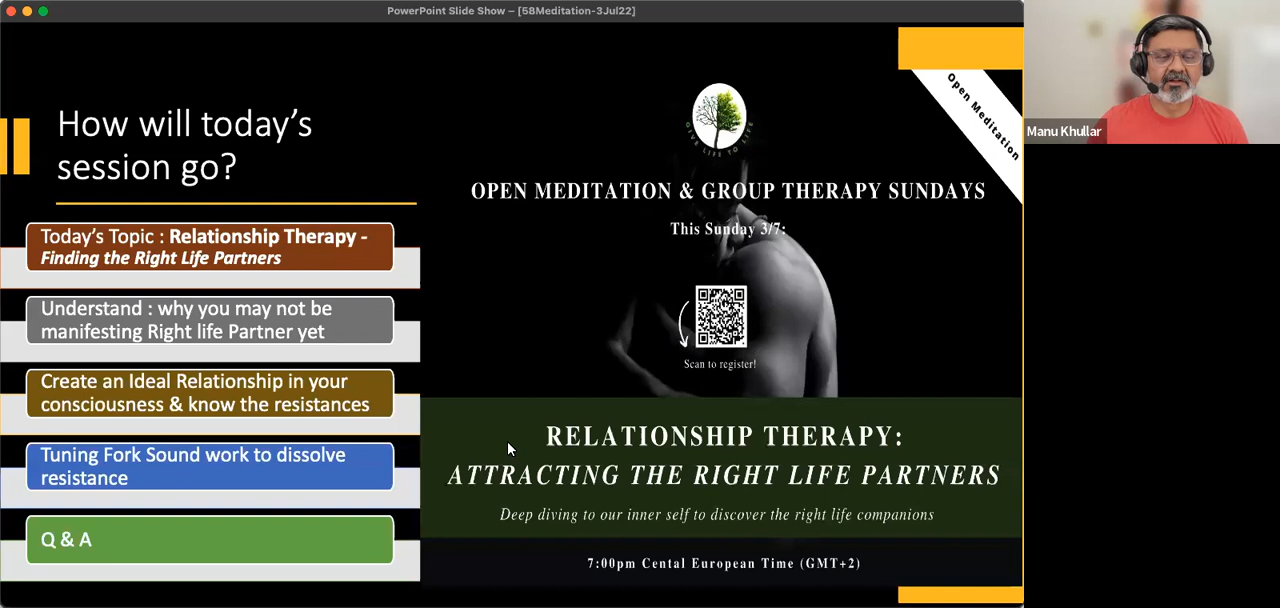 PowerPoint Slide Show – [58Meditation-3Jul22]
How will today's
session go?
Today's Topic : Relationship Therapy -
Finding the Right Life Partners
Understand : why you may not be
manifesting Right life Partner yet
Create an Ideal Relationship in your
consciousness & know the resistances
Tuning Fork Sound work to dissolve
resistance
Q & A
Open Meditation
GIVE LIFE TO LIFE
OPEN MEDITATION & GROUP THERAPY SUNDAYS
This Sunday 3/7:
Scan to register!
RELATIONSHIP THERAPY:
ATTRACTING THE RIGHT LIFE PARTNERS
Deep diving to our inner self to discover the right life companions
7:00pm Cental European Time (GMT+2)
Manu Khullar